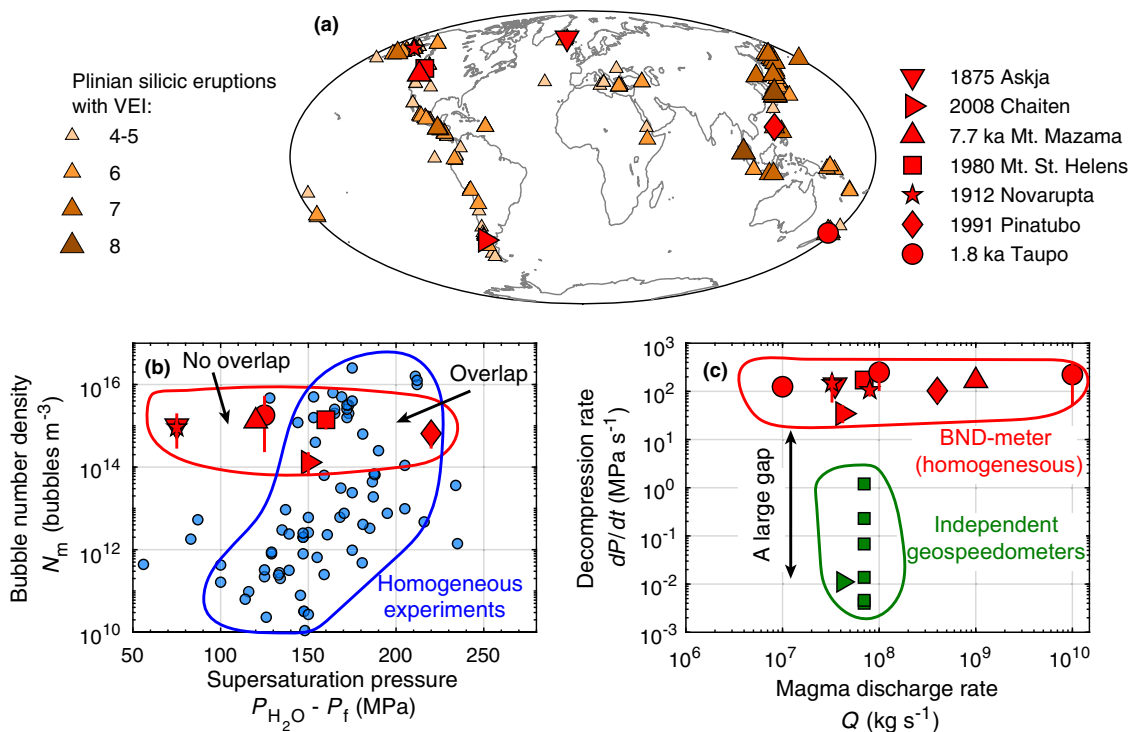 (a)
Plinian silicic eruptions
with VEI:
4-5
6
7
8
1875 Askja
2008 Chaiten
7.7 ka Mt. Mazama
1980 Mt. St. Helens
1912 Novarupta
1991 Pinatubo
1.8 ka Taupo
(b)
No overlap
Overlap
Homogeneous
experiments
Bubble number density
N_m (bubbles m^-3)
10^16
10^14
10^12
10^10
50
100
150
200
250
Supersaturation pressure
P_H_2O - P_f (MPa)
(c)
BND-meter
(homogenesous)
A large gap
Independent
geospeedometers
Decompression rate
dP/dt (MPa s^-1)
10^3
10^2
10^1
10^0
10^-1
10^-2
10^-3
10^6
10^7
10^8
10^9
10^10
Magma discharge rate
Q (kg s^-1)